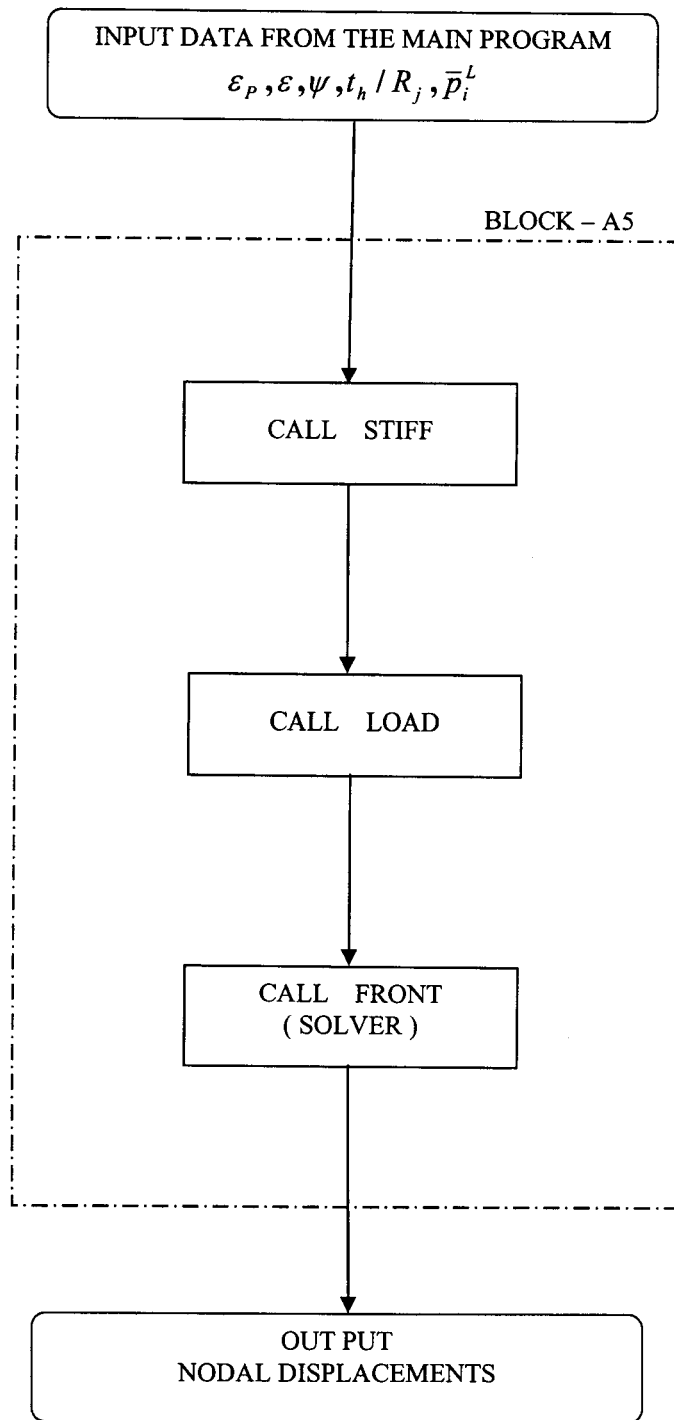 INPUT DATA FROM THE MAIN PROGRAM
ε_P, ε, ψ, t_h / R_j, p̄_i^L
BLOCK – A5
CALL STIFF
CALL LOAD
CALL FRONT
( SOLVER )
OUT PUT
NODAL DISPLACEMENTS